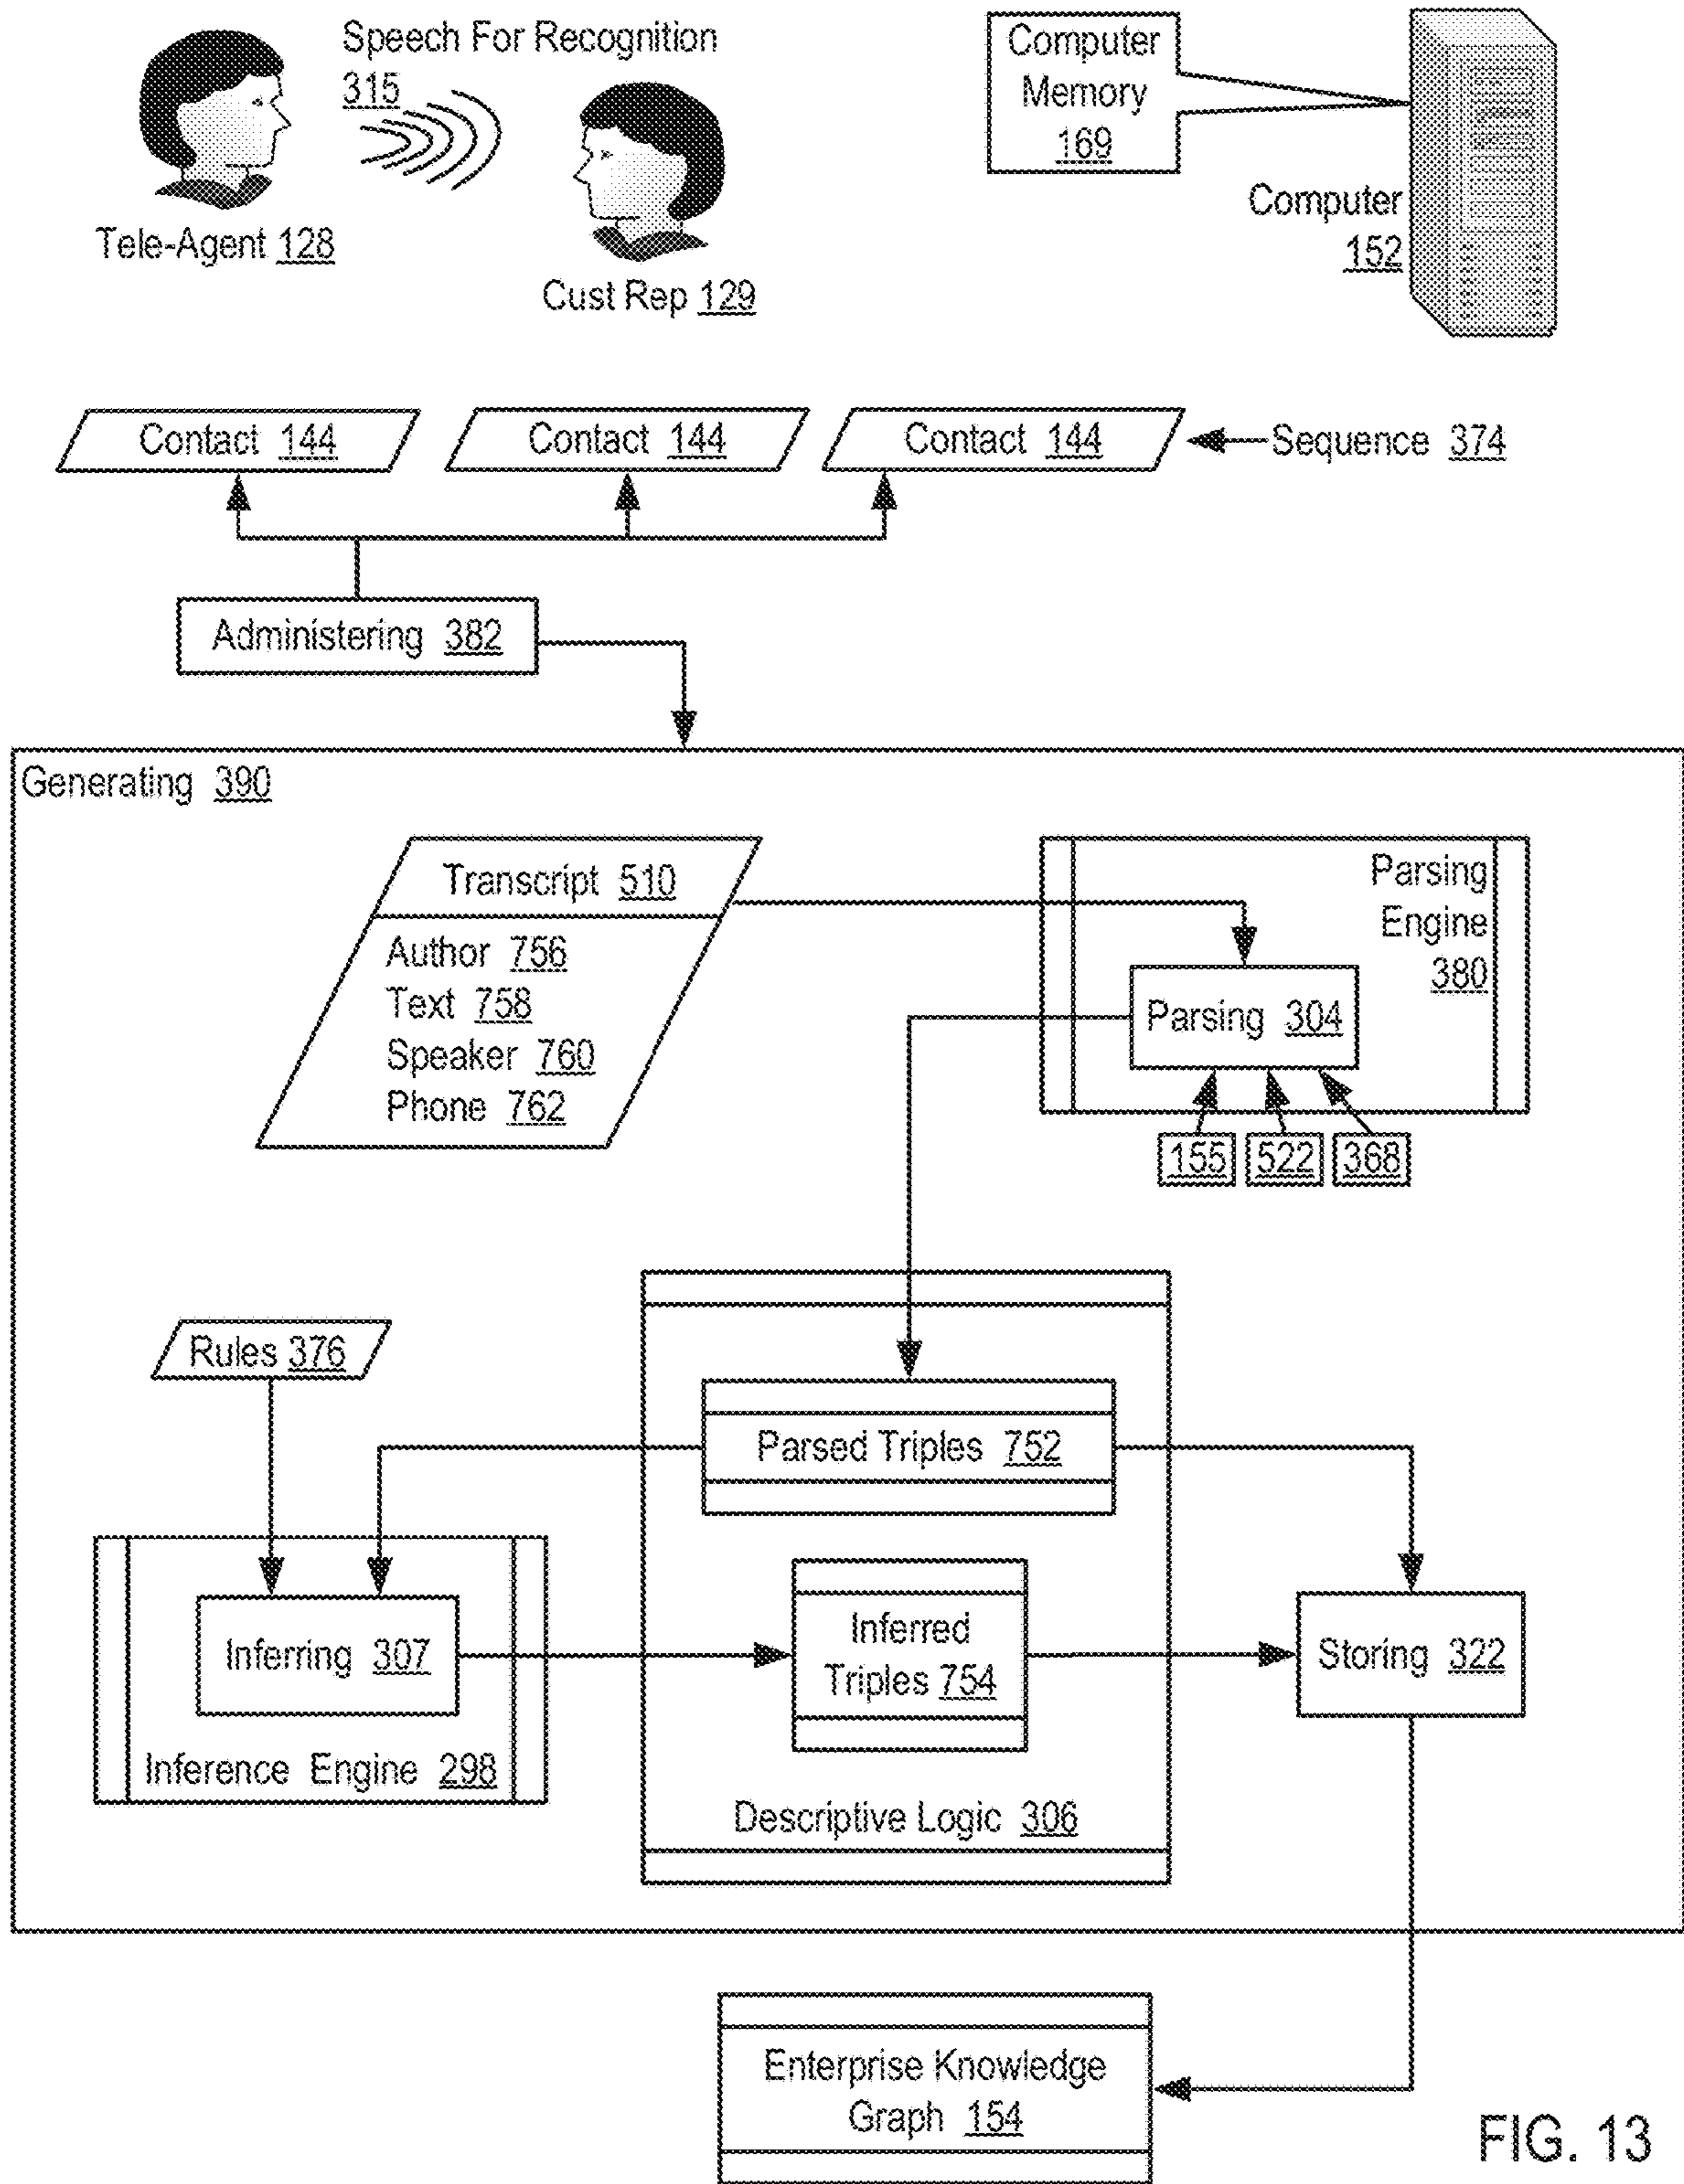 Speech For Recognition
315
Tele-Agent 128
Cust Rep 129
Computer
Memory
169
Computer
152
Contact 144
Contact 144
Contact 144
Sequence 374
Administering 382
Generating 390
Transcript 510
Author 756
Text 758
Speaker 760
Phone 762
Parsing
Engine
380
Parsing 304
155
522
368
Rules 376
Parsed Triples 752
Inferring 307
Inference Engine 298
Inferred
Triples 754
Storing 322
Descriptive Logic 306
Enterprise Knowledge
Graph 154
FIG. 13